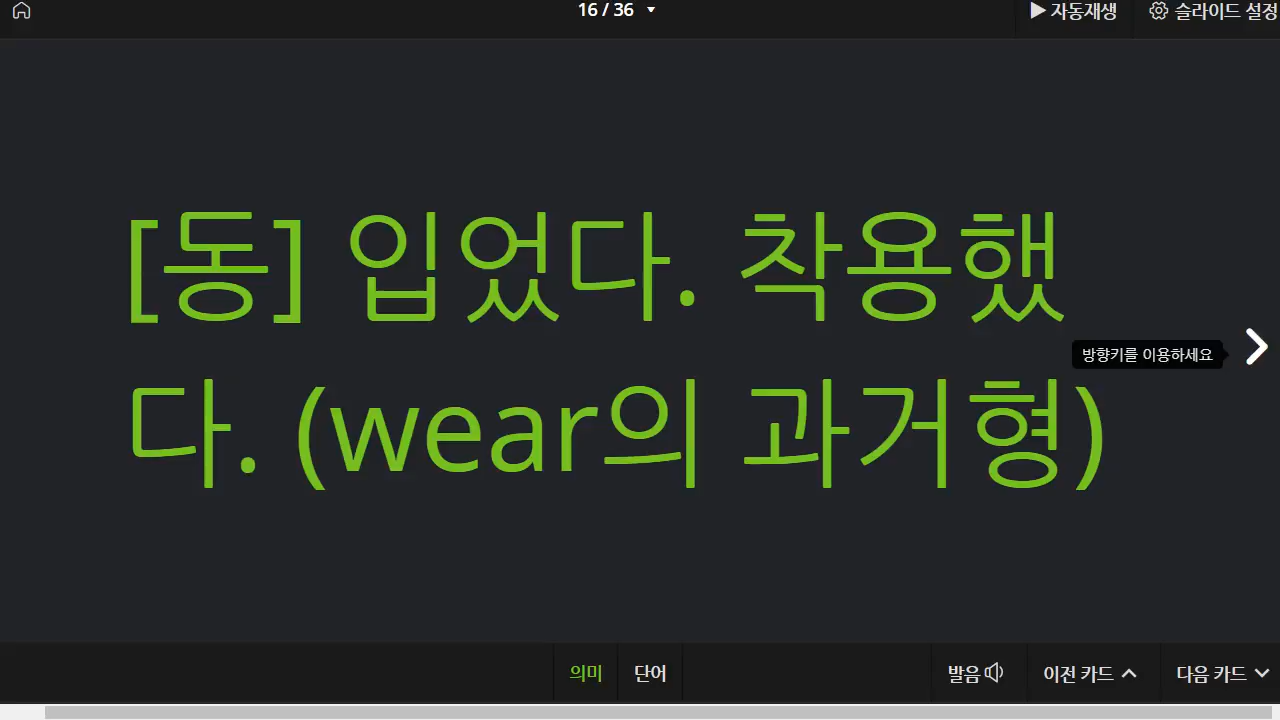 16 / 36
자동재생
슬라이드 설정
[동] 입었다. 착용했
다. (wear의 과거형)
방향키를 이용하세요
의미
단어
발음
이전 카드
다음 카드